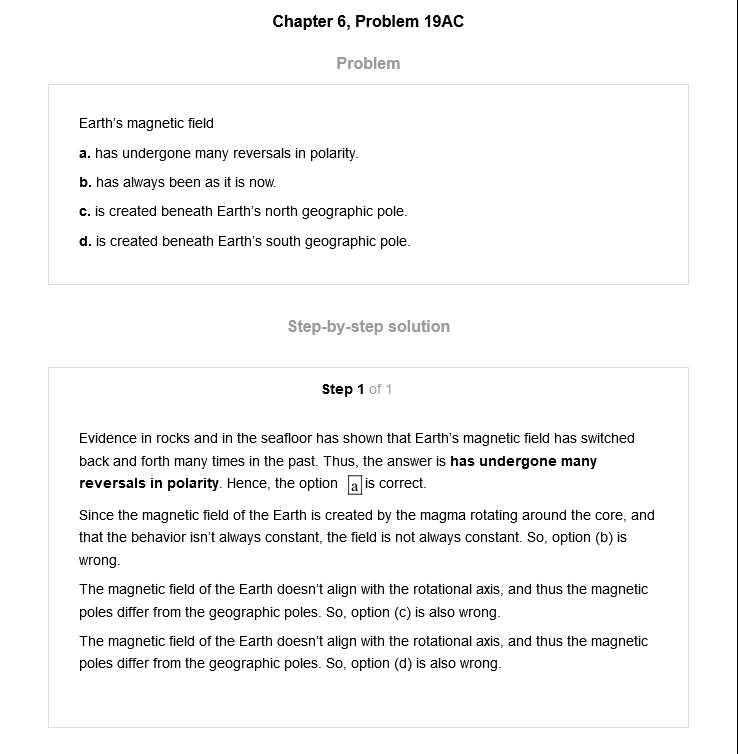 Chapter 6, Problem 19AC
Problem
Earth's magnetic field
a. has undergone many reversals in polarity.
b. has always been as it is now.
c. is created beneath Earth's north geographic pole.
d. is created beneath Earth's south geographic pole.
Step-by-step solution
Step 1 of 1
Evidence in rocks and in the seafloor has shown that Earth's magnetic field has switched
back and forth many times in the past. Thus, the answer is has undergone many
reversals in polarity. Hence, the option a is correct.
Since the magnetic field of the Earth is created by the magma rotating around the core, and
that the behavior isn't always constant, the field is not always constant. So, option (b) is
wrong.
The magnetic field of the Earth doesn't align with the rotational axis, and thus the magnetic
poles differ from the geographic poles. So, option (c) is also wrong.
The magnetic field of the Earth doesn't align with the rotational axis, and thus the magnetic
poles differ from the geographic poles. So, option (d) is also wrong.